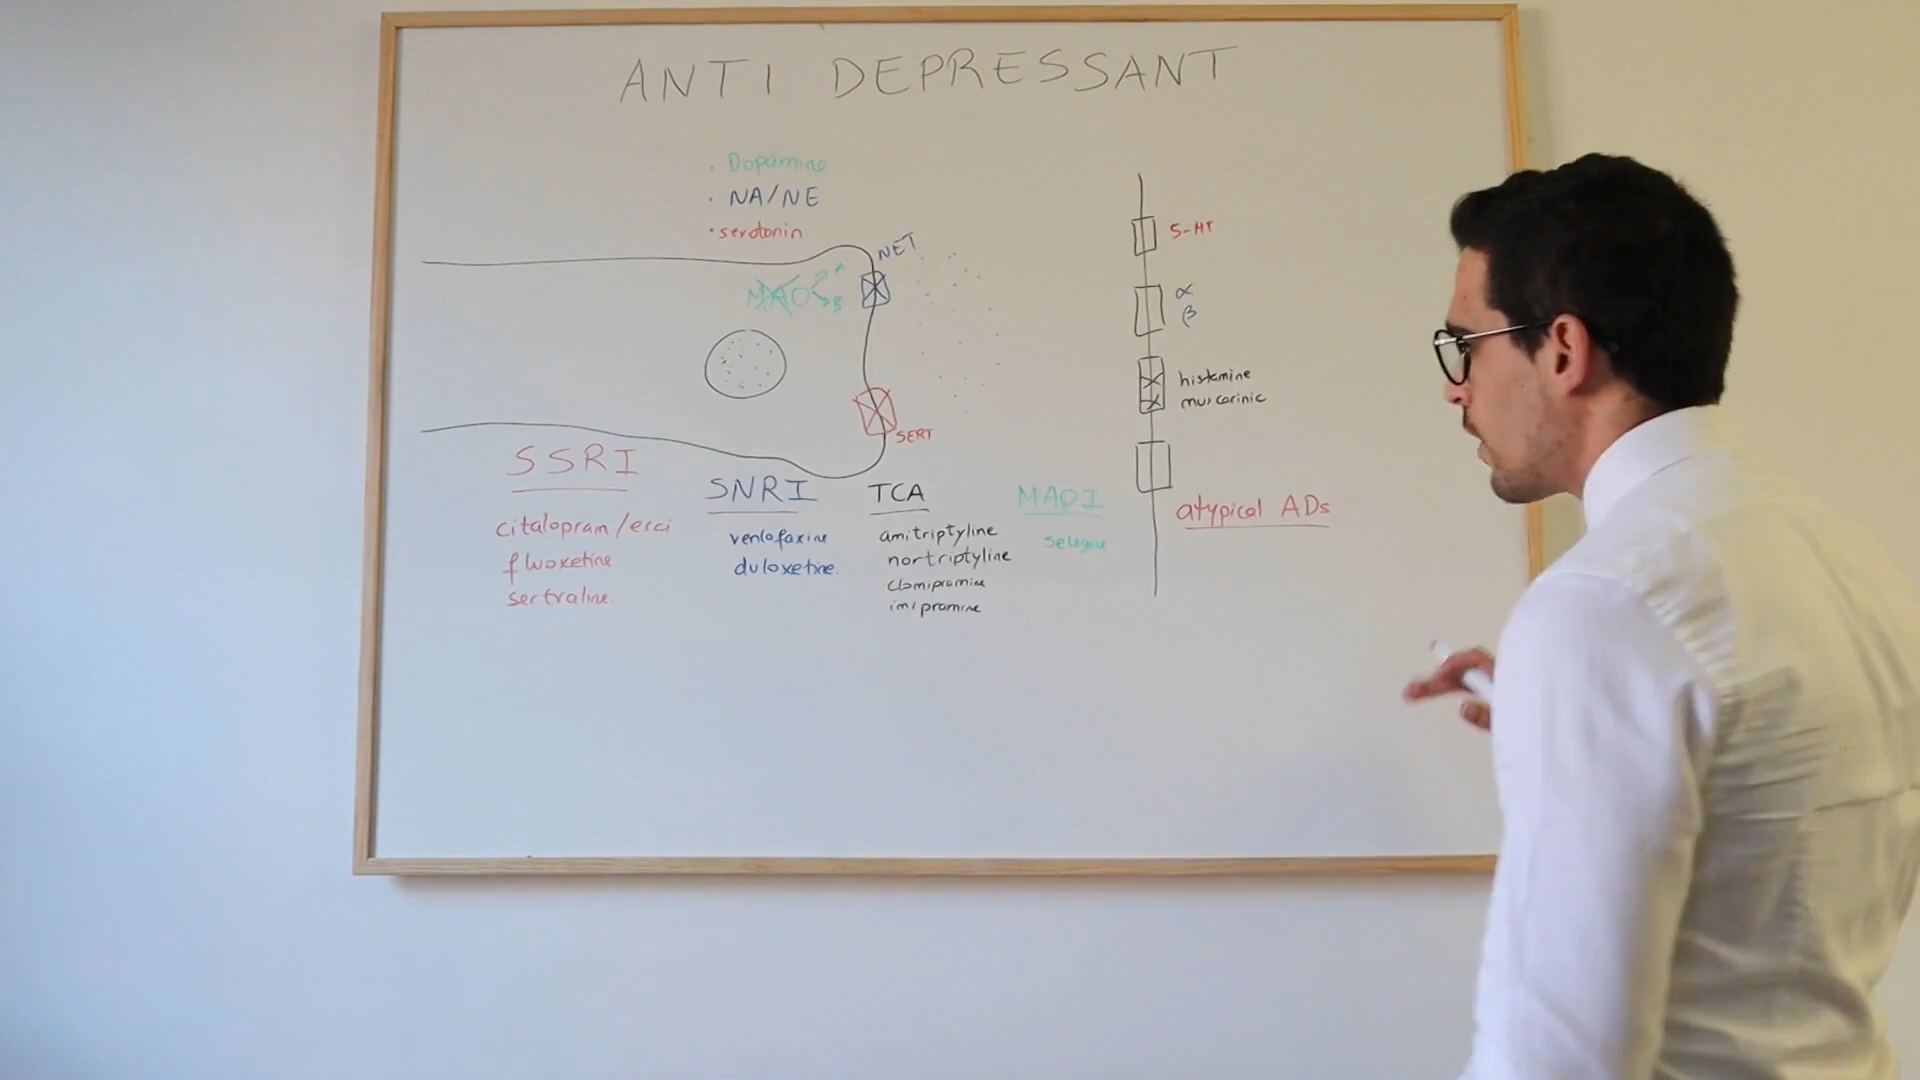 ANTI DEPRESSANT
· Dopamine
· NA/NE
· serotonin
NET
MAO
A
B
SERT
5-HT
α
β
histamine
muscarinic
SSRI
citalopram/esci
fluoxetine
sertraline.
SNRI
venlafaxine
duloxetine.
TCA
amitriptyline
nortriptyline
clomipramine
imipramine
MAOI
atypical ADs